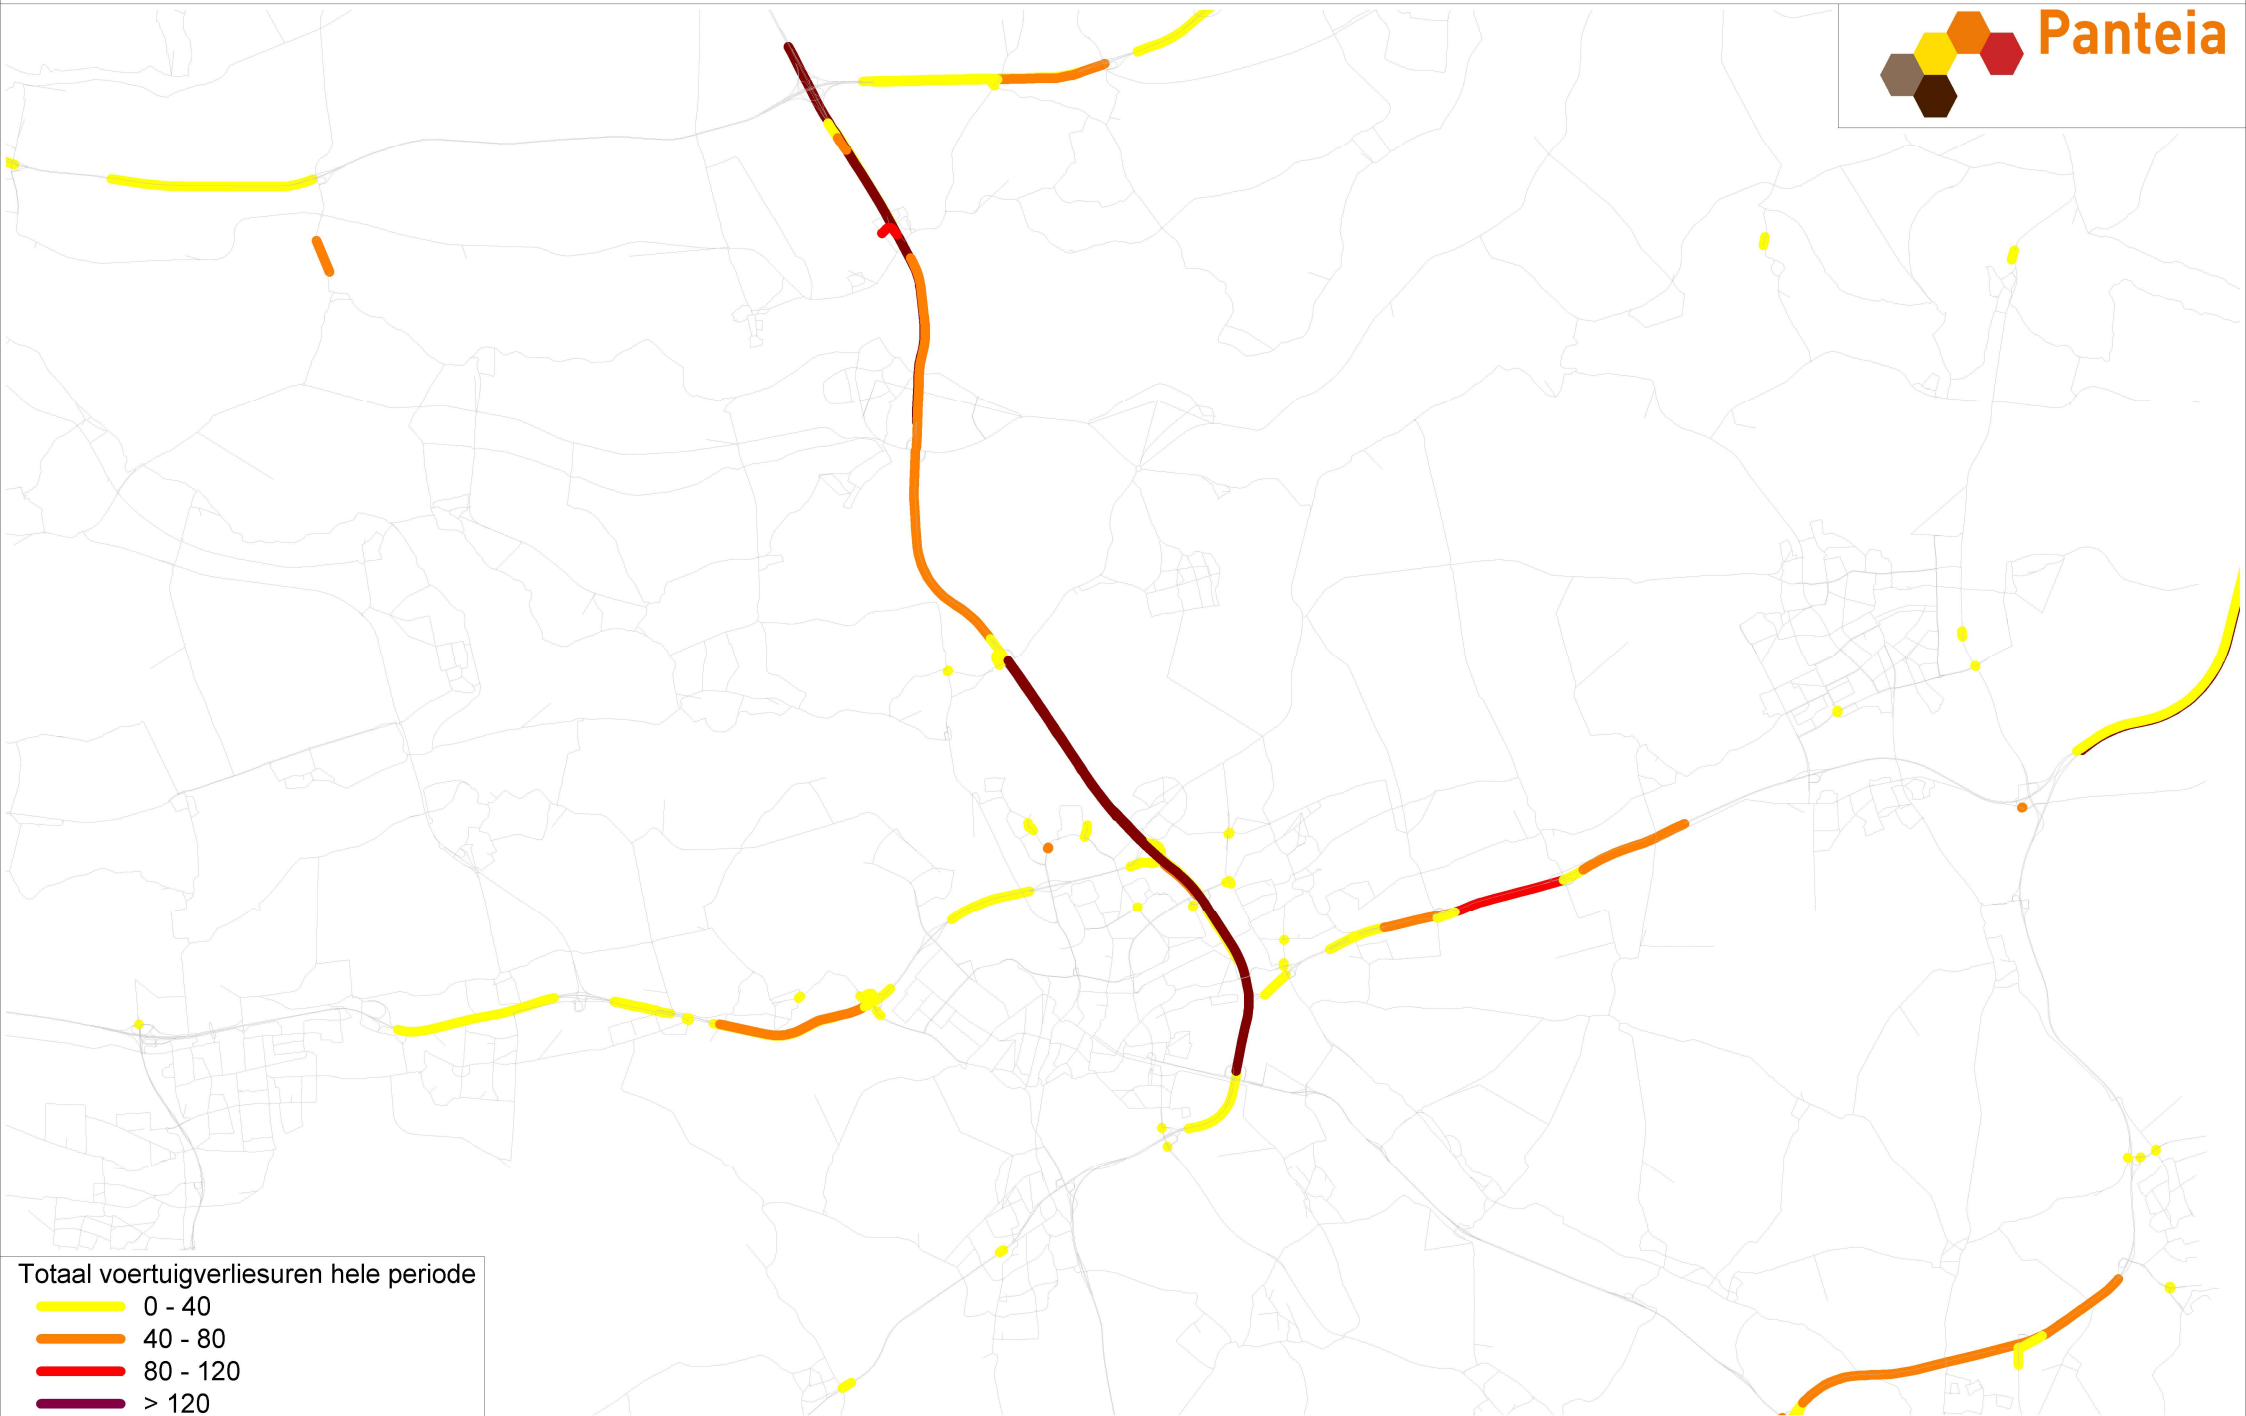 Panteia
Totaal voertuigverliesuren hele periode
0 - 40
40 - 80
80 - 120
> 120